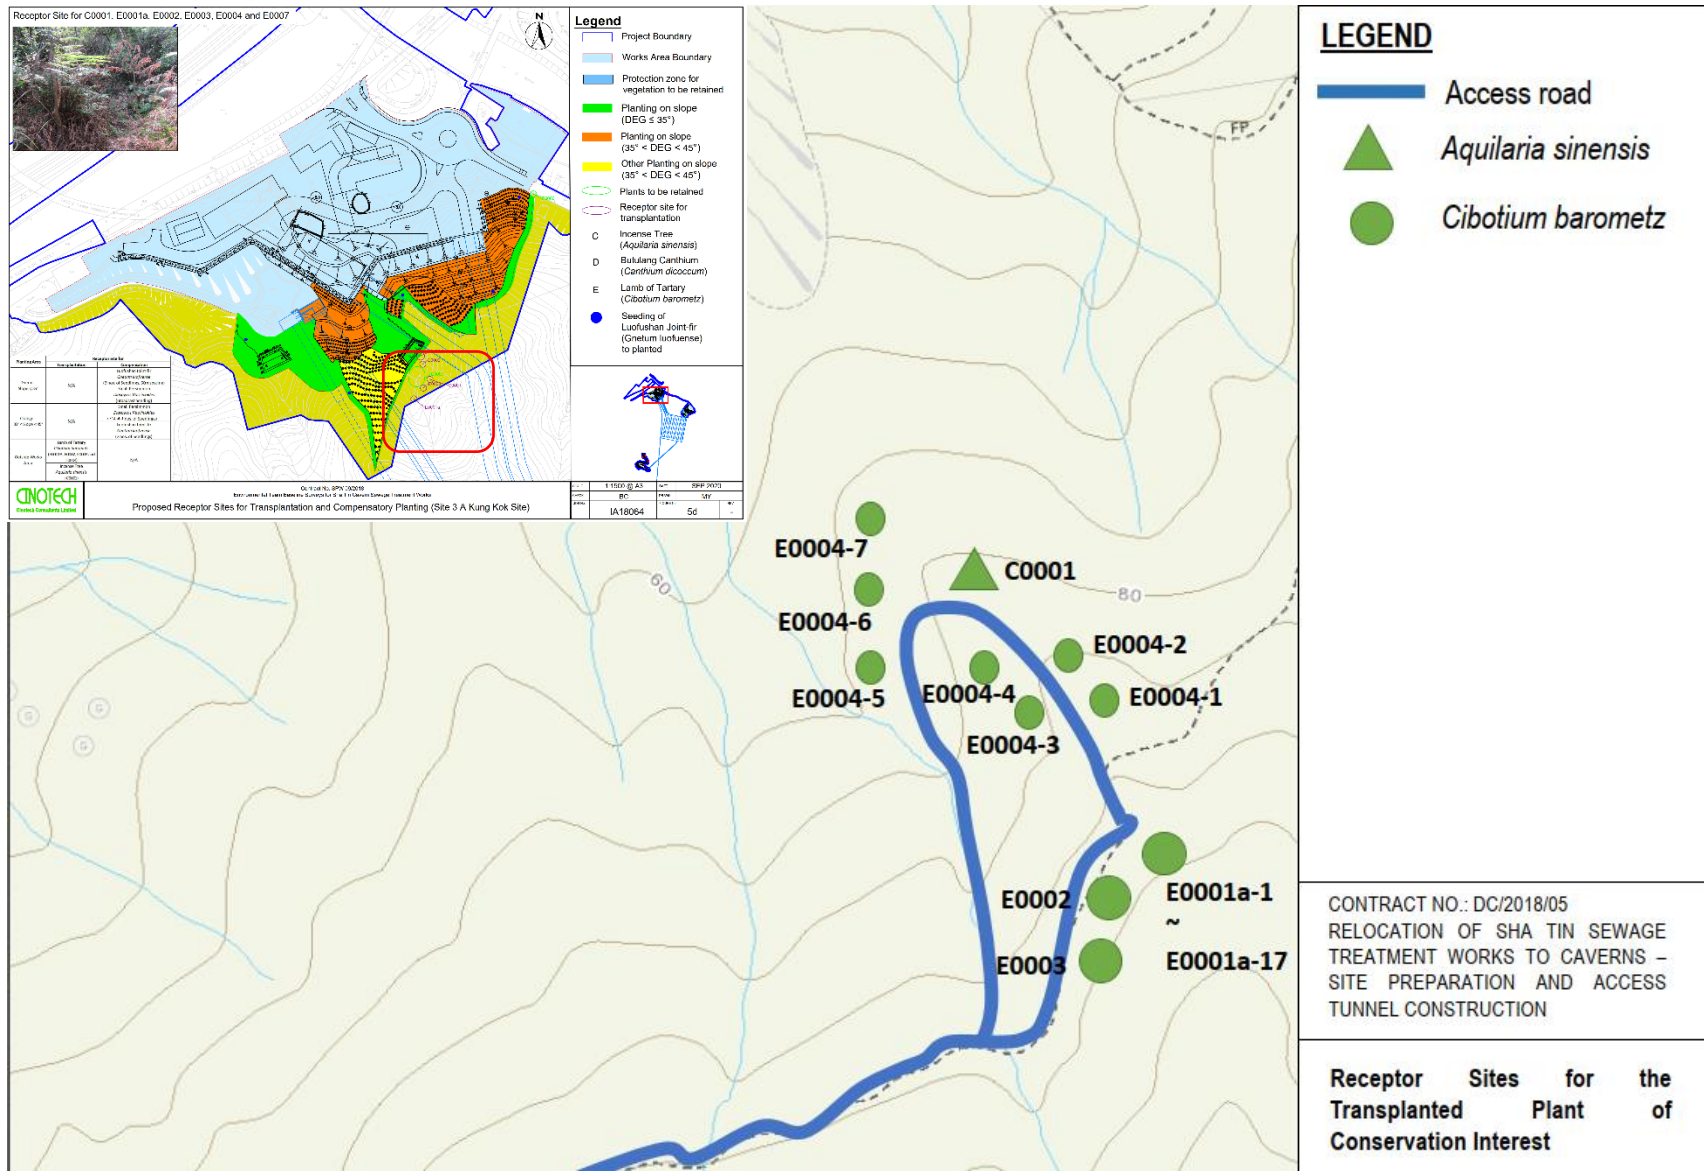 Receptor Site for C0001, E0001a, E0002, E0003, E0004 and E0007
N
Legend
Project Boundary
Works Area Boundary
Protection zone for
vegetation to be retained
Planting on slope
(DEG ≤ 35°)
Planting on slope
(35° < DEG < 45°)
Other Planting on slope
(35° < DEG < 45°)
Plants to be retained
Receptor site for
transplantation
C Incense Tree
(Aquilaria sinensis)
D Butulang Canthium
(Canthium dicoccum)
E Lamb of Tartary
(Cibotium barometz)
Seeding of
Luofushan Joint-fir
(Gnetum luofuense)
to planted
CINOTECH
Proposed Receptor Sites for Transplantation and Compensatory Planting (Site 3 A Kung Kok Site)
1:1500 @ A3
SEP 2020
BC
MY
IA18064
5d
FP
60
80
G
G
G
E0004-7
C0001
E0004-6
E0004-2
E0004-5
E0004-4
E0004-1
E0004-3
E0002
E0001a-1
~
E0001a-17
E0003
LEGEND
Access road
Aquilaria sinensis
Cibotium barometz
CONTRACT NO.: DC/2018/05
RELOCATION OF SHA TIN SEWAGE
TREATMENT WORKS TO CAVERNS –
SITE PREPARATION AND ACCESS
TUNNEL CONSTRUCTION
Receptor Sites for the
Transplanted Plant of
Conservation Interest